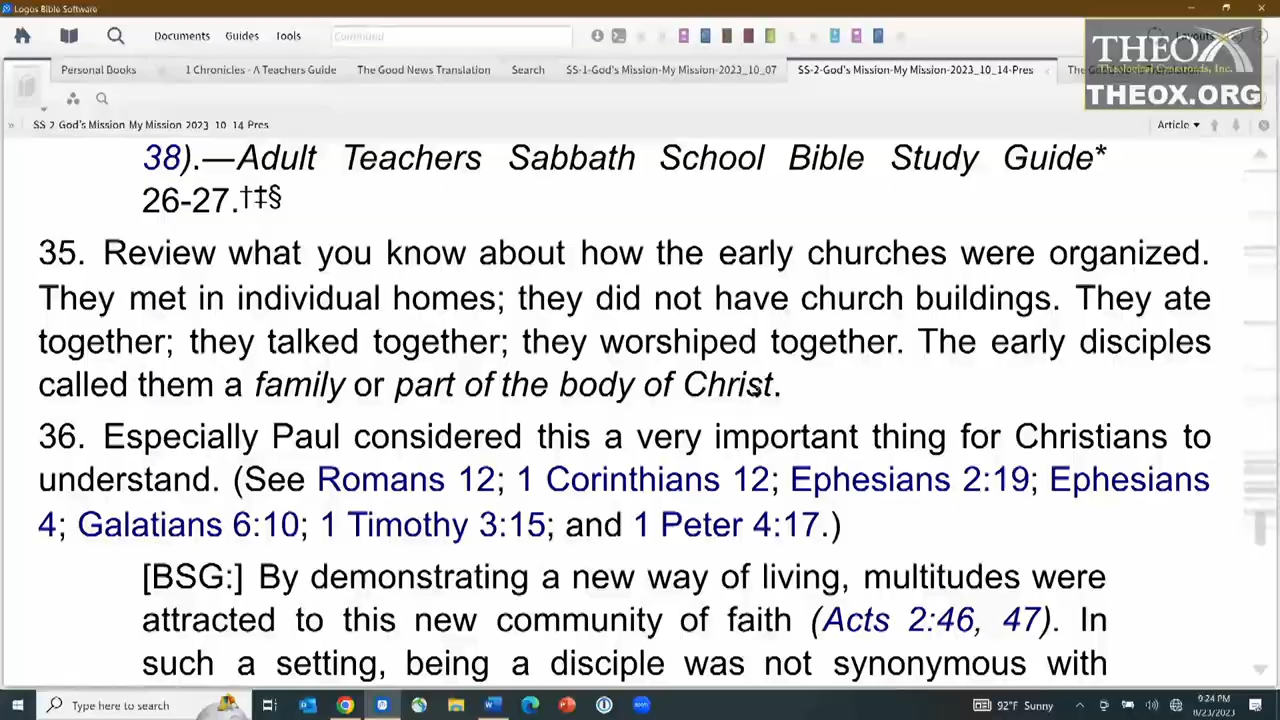 Logos Bible Software
Documents Guides Tools Command Layouts
THEOX
Theological Crossroads, Inc.
THEOX.ORG
Personal Books 1 Chronicles - A Teachers Guide The Good News Version Search SS-1-God's Mission-My Mission-2023_10_07 SS-2-God's Mission-My Mission-2023_10_14-Pres
SS-2-God's Mission-My Mission-2023_10_14-Pres Article
38).—Adult Teachers Sabbath School Bible Study Guide*
26-27.†‡§
35. Review what you know about how the early churches were organized.
They met in individual homes; they did not have church buildings. They ate
together; they talked together; they worshiped together. The early disciples
called them a family or part of the body of Christ.
36. Especially Paul considered this a very important thing for Christians to
understand. (See Romans 12; 1 Corinthians 12; Ephesians 2:19; Ephesians
4; Galatians 6:10; 1 Timothy 3:15; and 1 Peter 4:17.)
[BSG:] By demonstrating a new way of living, multitudes were
attracted to this new community of faith (Acts 2:46, 47). In
such a setting, being a disciple was not synonymous with
Type here to search 92°F Sunny 9:24 PM
8/23/2023